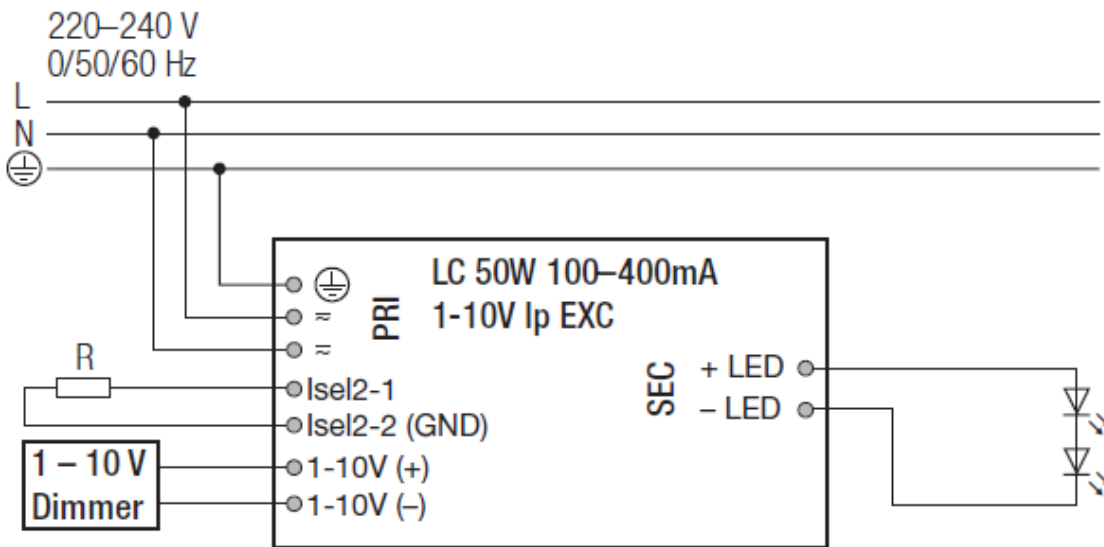 220–240 V
0/50/60 Hz
L
N
LC 50W 100–400mA
1-10V lp EXC
PRI
≂
≂
R
Isel2-1
Isel2-2 (GND)
1 – 10 V
Dimmer
1-10V (+)
1-10V (–)
SEC
+ LED
– LED